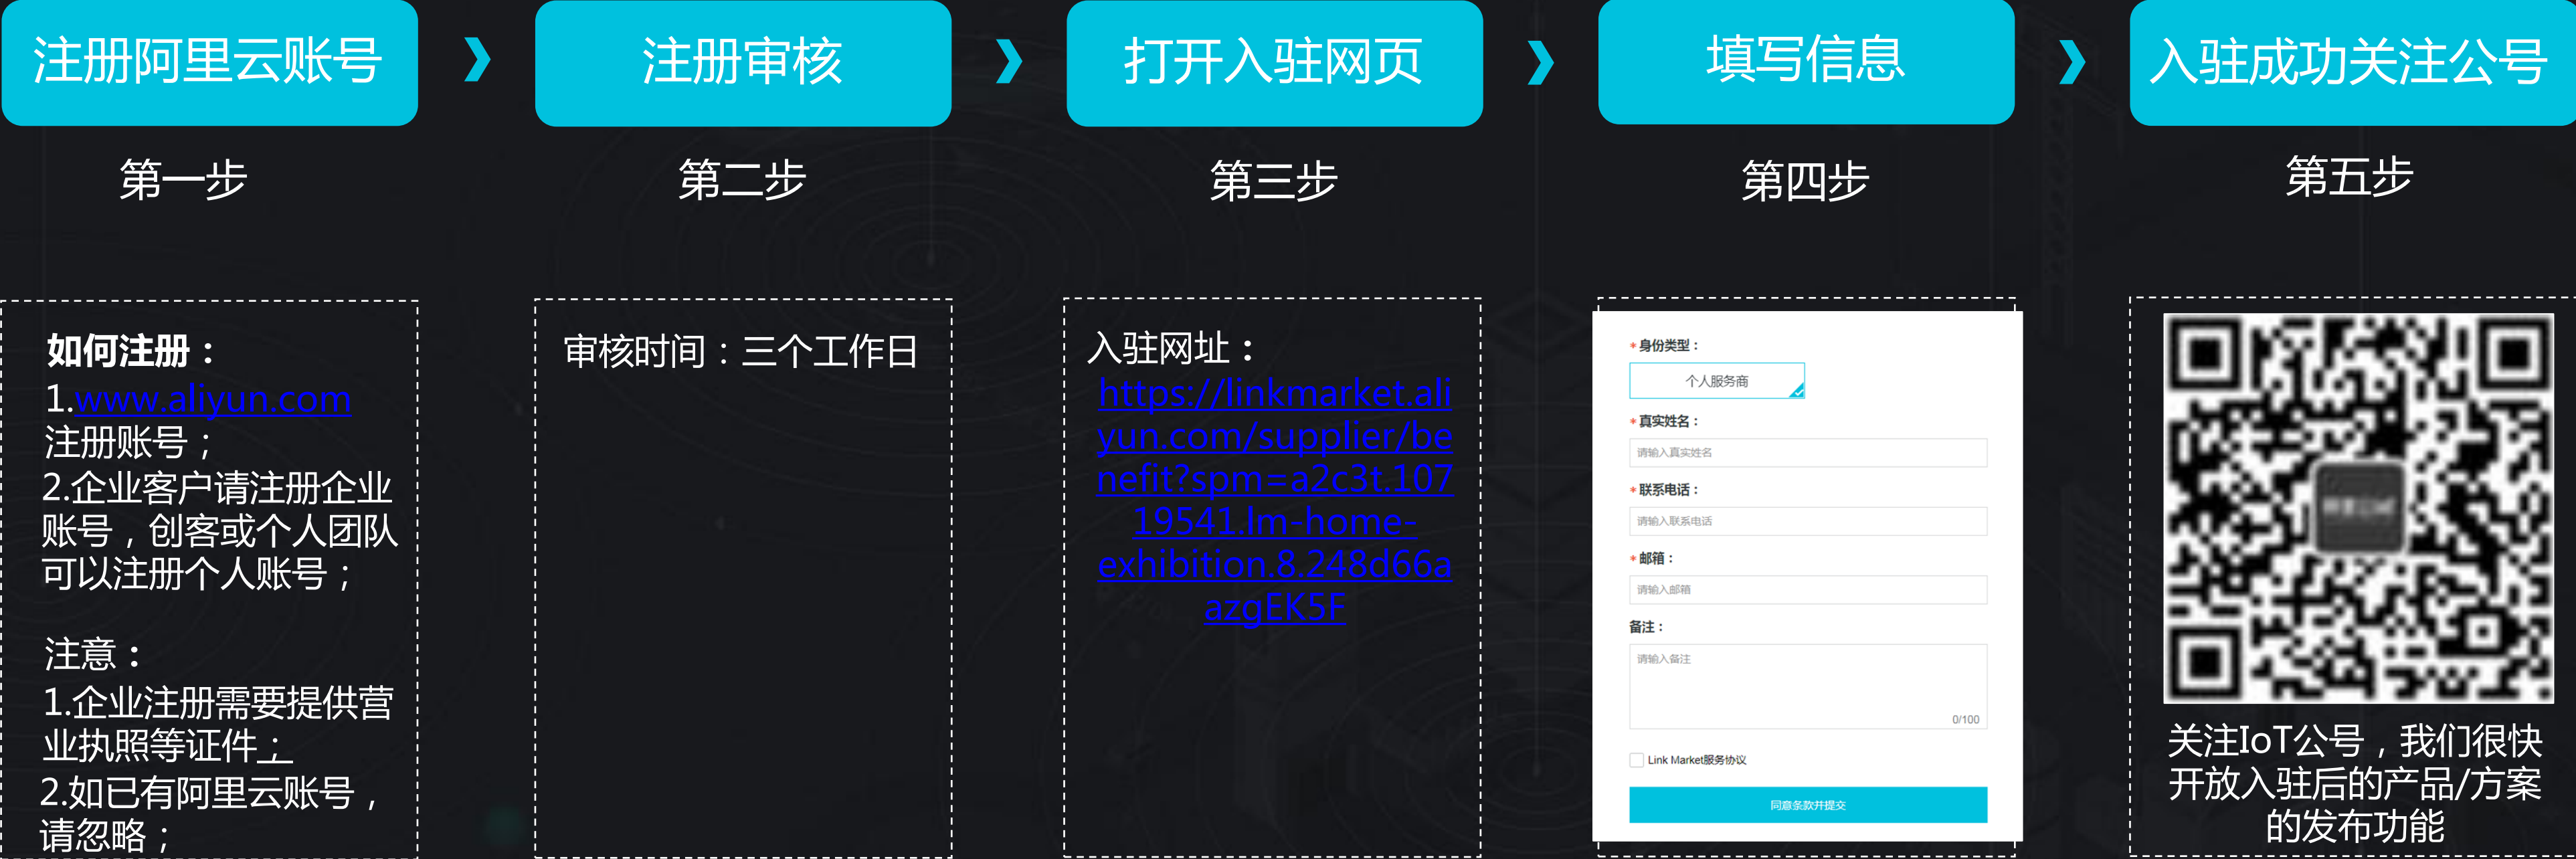 注册阿里云账号
注册审核
打开入驻网页
填写信息
入驻成功关注公号
第一步
第二步
第三步
第四步
第五步
如何注册：
1.www.aliyun.com
注册账号；
2.企业客户请注册企业
账号，创客或个人团队
可以注册个人账号；
注意：
1.企业注册需要提供营
业执照等证件；
2.如已有阿里云账号，
请忽略；
审核时间：三个工作日
入驻网址：
https://linkmarket.ali
yun.com/supplier/be
nefit?spm=a2c3t.107
19541.lm-home-
exhibition.8.248d66a
azgEK5F
*身份类型：
个人服务商
*真实姓名：
请输入真实姓名
*联系电话：
请输入联系电话
*邮箱：
请输入邮箱
备注：
请输入备注
0/100
Link Market服务协议
同意条款并提交
关注IoT公号，我们很快
开放入驻后的产品/方案
的发布功能